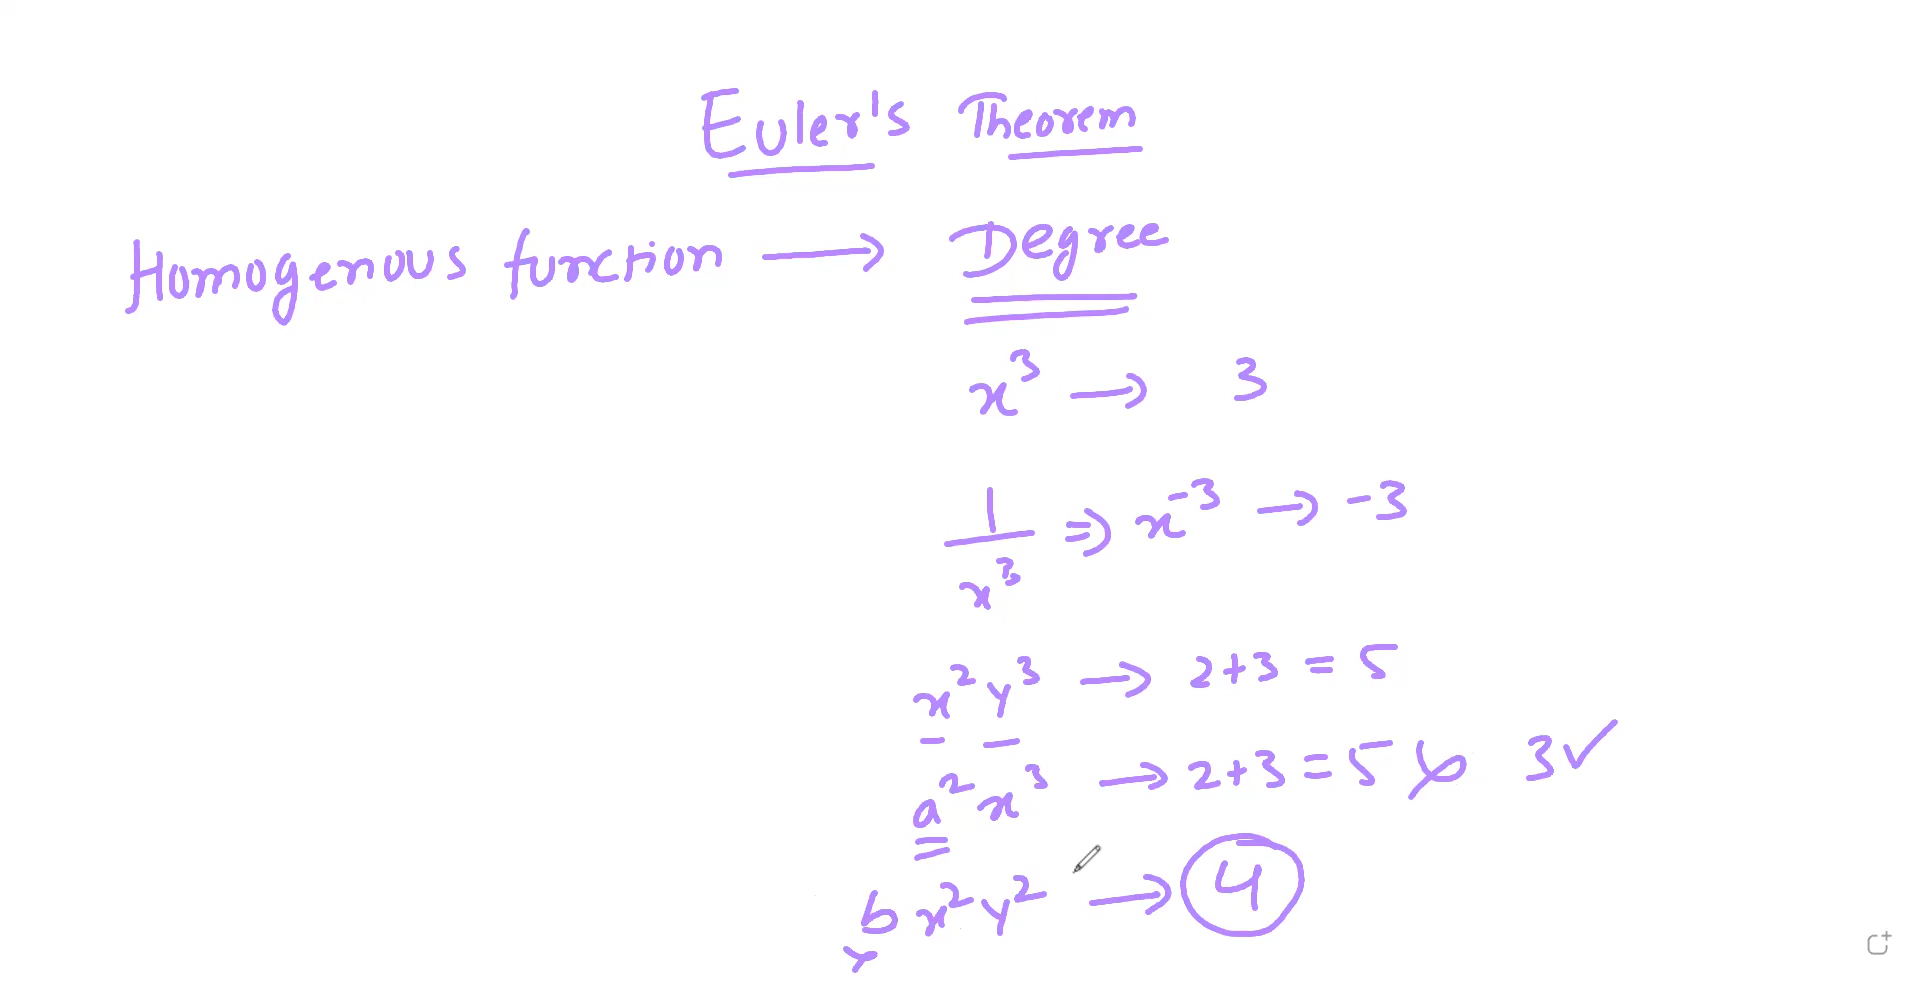 Euler's Theorem
Homogenous function → Degree
x³ → 3
1/x³ ⇒ x⁻³ → -3
x²y³ → 2+3 = 5
a²x³ → 2+3 = 5 3✓
b x²y² → 4